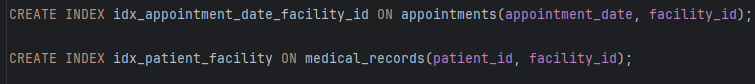 CREATE INDEX idx_appointment_date_facility_id ON appointments(appointment_date, facility_id);
CREATE INDEX idx_patient_facility ON medical_records(patient_id, facility_id);